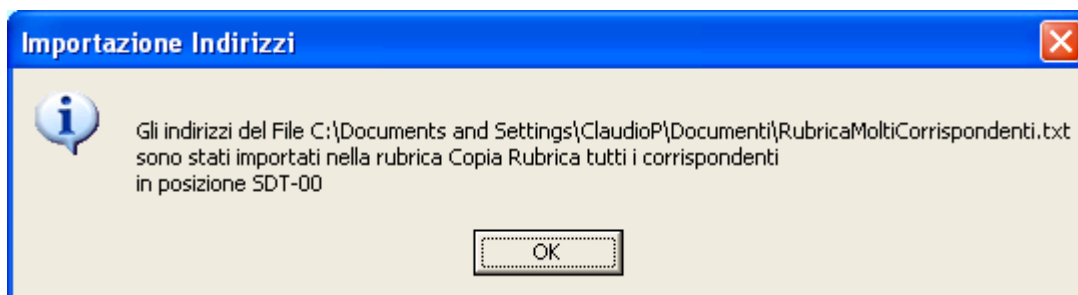 Importazione Indirizzi
Gli indirizzi del File C:\Documents and Settings\ClaudioP\Documenti\RubricaMoltiCorrispondenti.txt
sono stati importati nella rubrica Copia Rubrica tutti i corrispondenti
in posizione SDT-00
OK